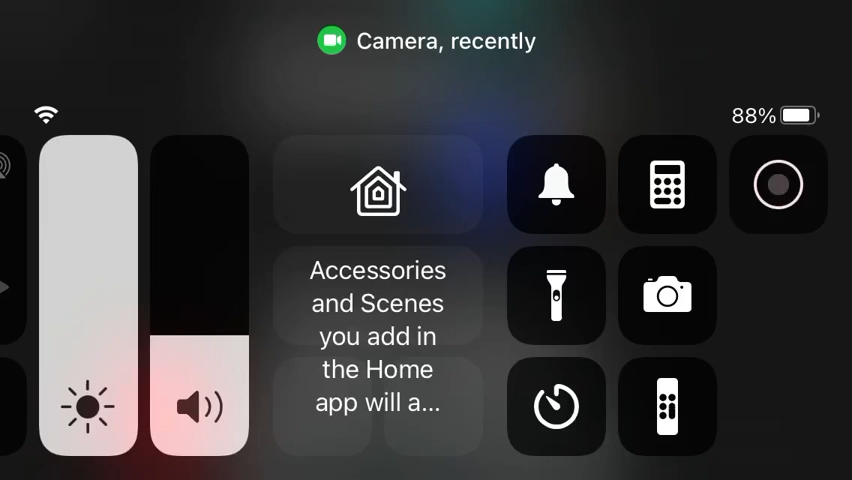 Camera, recently
88%
Accessories
and Scenes
you add in
the Home
app will a...